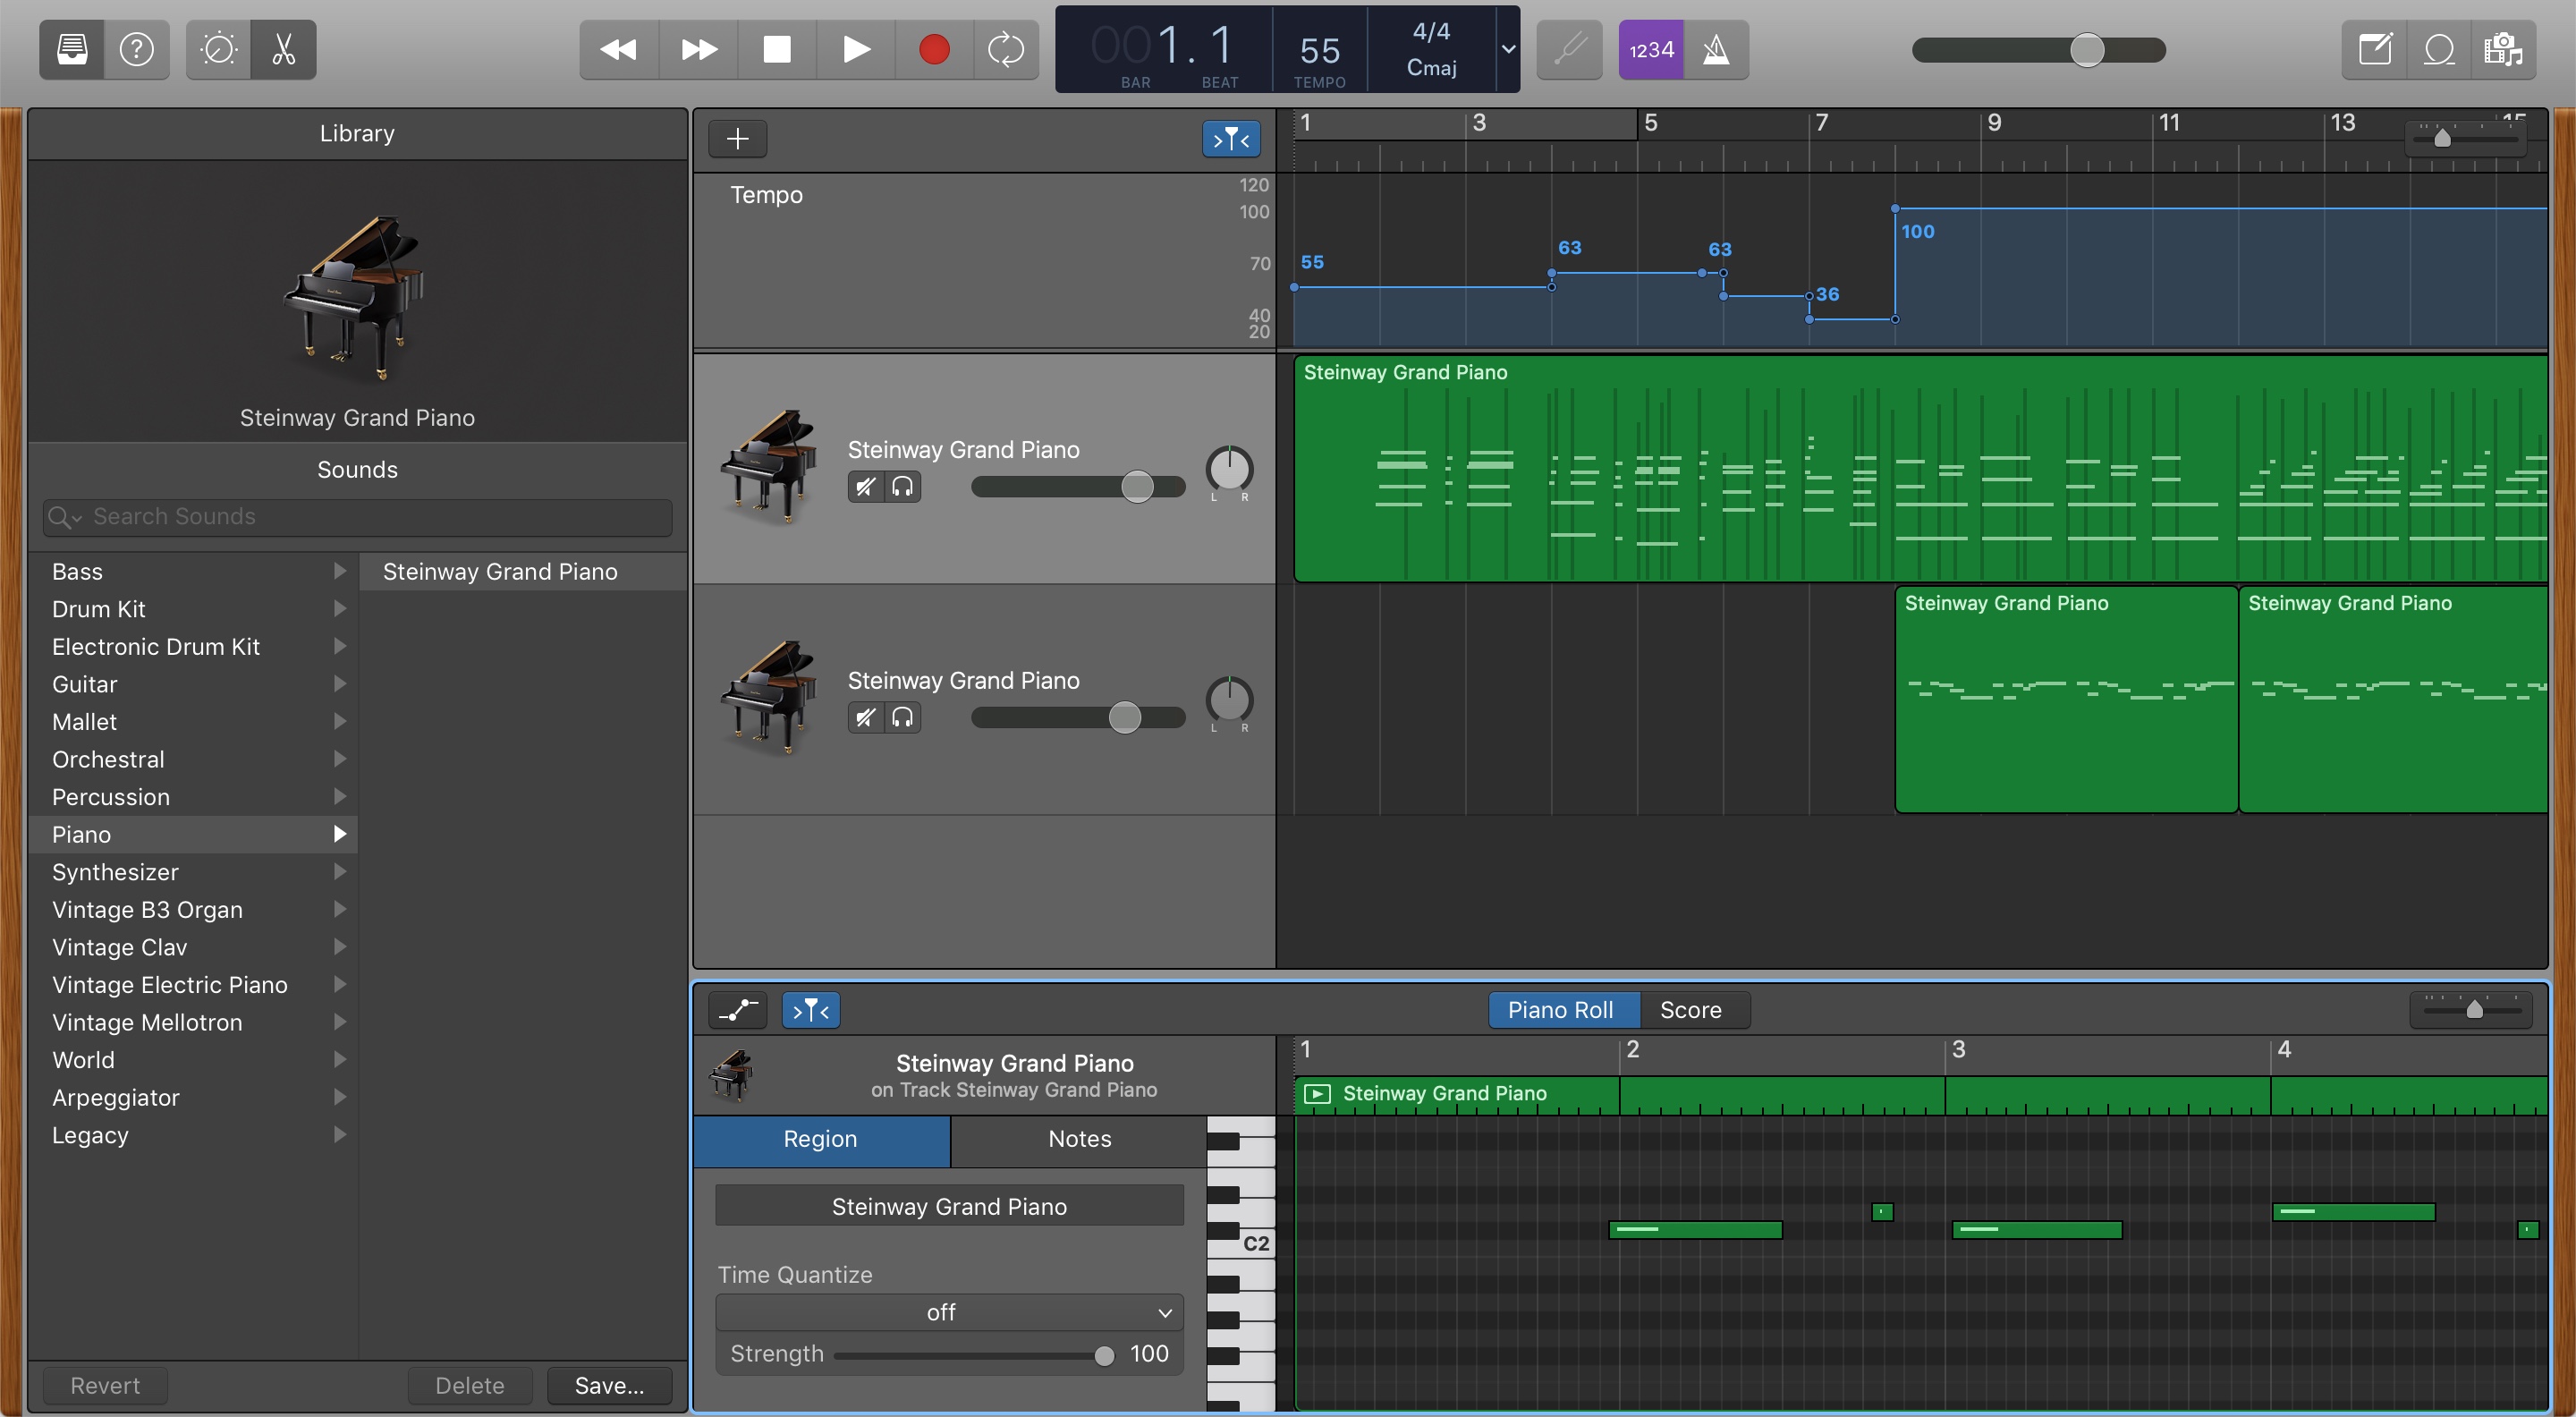 001. 1
BAR BEAT
55
TEMPO
4/4
Cmaj
1234
Library
Steinway Grand Piano
Sounds
Search Sounds
Bass
Drum Kit
Electronic Drum Kit
Guitar
Mallet
Orchestral
Percussion
Piano
Synthesizer
Vintage B3 Organ
Vintage Clav
Vintage Electric Piano
Vintage Mellotron
World
Arpeggiator
Legacy
Steinway Grand Piano
Revert
Delete
Save...
1 3 5 7 9 11 13 15
Tempo
120
100
70
40
20
55
63
63
36
100
Steinway Grand Piano
L R
Steinway Grand Piano
Steinway Grand Piano
L R
Steinway Grand Piano
Steinway Grand Piano
Piano Roll
Score
Steinway Grand Piano
on Track Steinway Grand Piano
1 2 3 4
Steinway Grand Piano
Region
Notes
Steinway Grand Piano
Time Quantize
off
Strength 100
C2